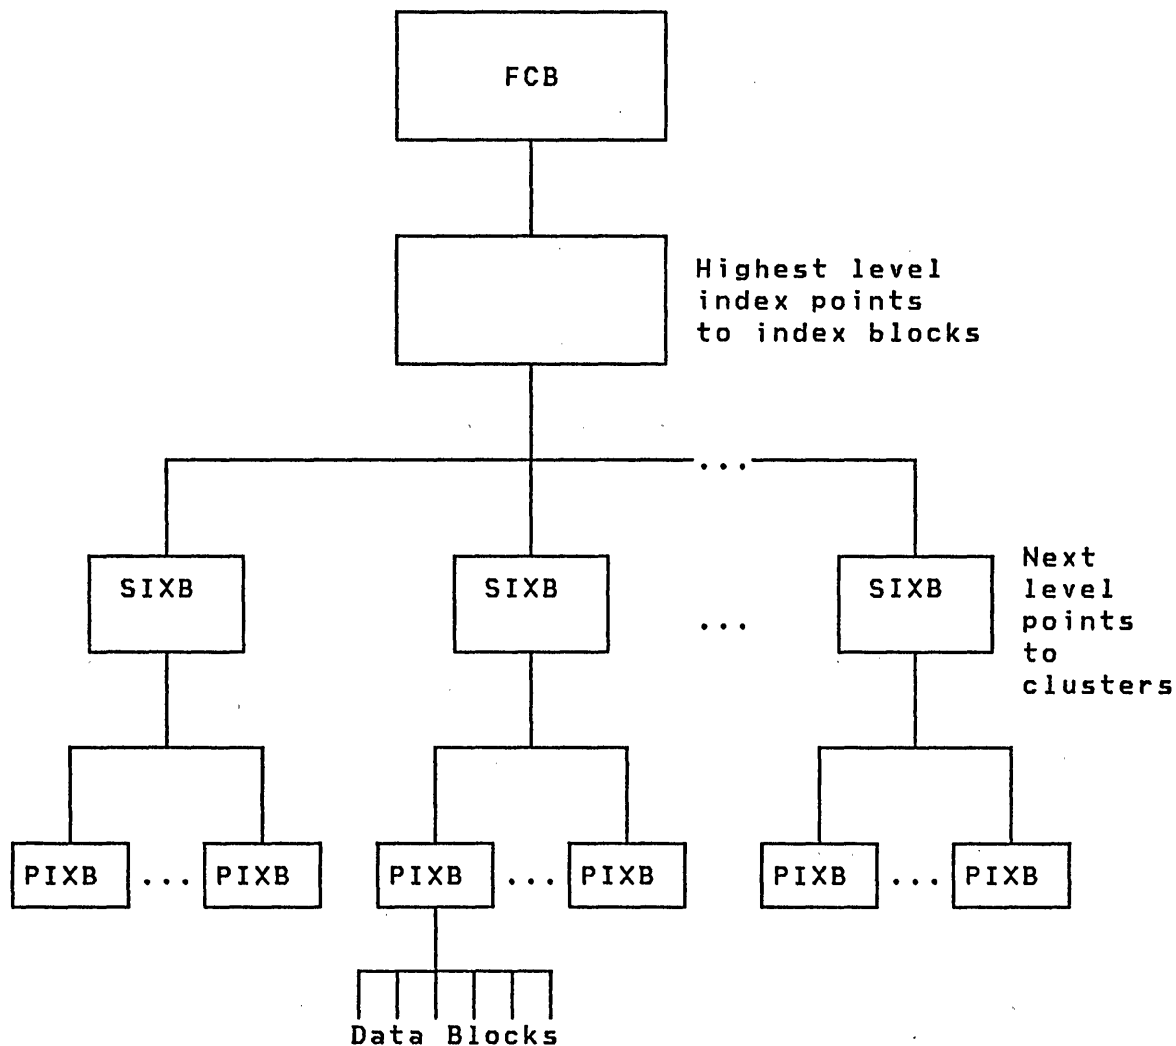 FCB
Highest level
index points
to index blocks
...
SIXB
SIXB
...
SIXB
Next
level
points
to
clusters
PIXB ... PIXB
PIXB ... PIXB
PIXB ... PIXB
Data Blocks